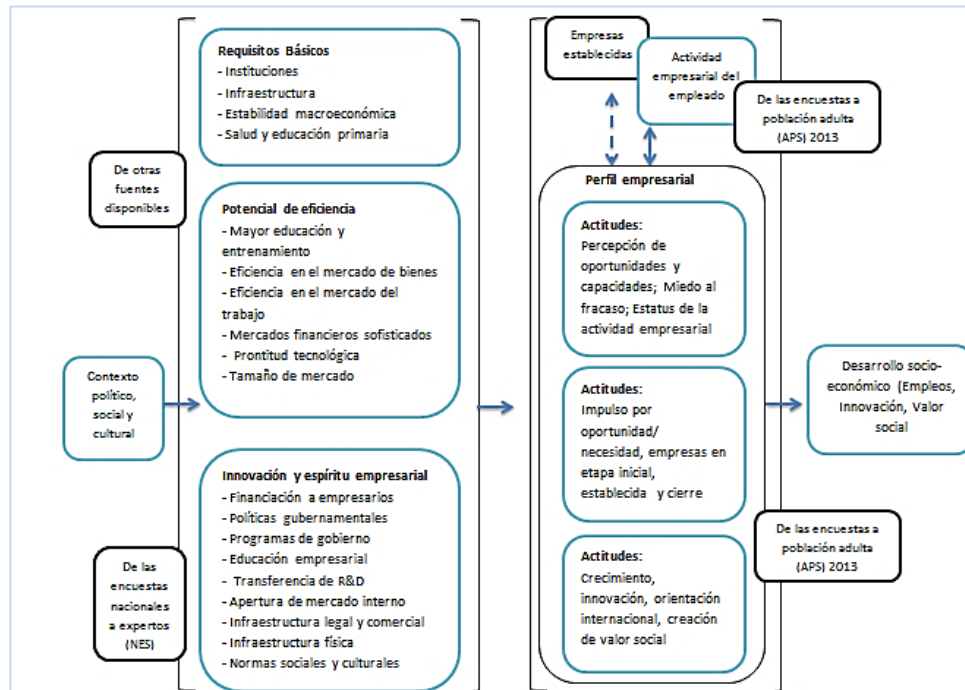 Requisitos Básicos
- Instituciones
- Infraestructura
- Estabilidad macroeconómica
- Salud y educación primaria
De otras
fuentes
disponibles
Potencial de eficiencia
- Mayor educación y
entrenamiento
- Eficiencia en el mercado de bienes
- Eficiencia en el mercado del
trabajo
- Mercados financieros sofisticados
- Prontitud tecnológica
- Tamaño de mercado
Contexto
político,
social y
cultural
Innovación y espíritu empresarial
- Financiación a empresarios
- Políticas gubernamentales
- Programas de gobierno
- Educación empresarial
- Transferencia de R&D
- Apertura de mercado interno
- Infraestructura legal y comercial
- Infraestructura física
- Normas sociales y culturales
De las
encuestas
nacionales
a expertos
(NES)
Empresas
establecidas
Actividad
empresarial del
empleado
De las encuestas a
población adulta
(APS) 2013
Perfil empresarial
Actitudes:
Percepción de
oportunidades y
capacidades; Miedo al
fracaso; Estatus de la
actividad empresarial
Actitudes:
Impulso por
oportunidad/
necesidad, empresas en
etapa inicial,
establecida y cierre
Actitudes:
Crecimiento,
innovación, orientación
internacional, creación
de valor social
De las encuestas a
población adulta
(APS) 2013
Desarrollo socio-
económico (Empleos,
Innovación, Valor
social